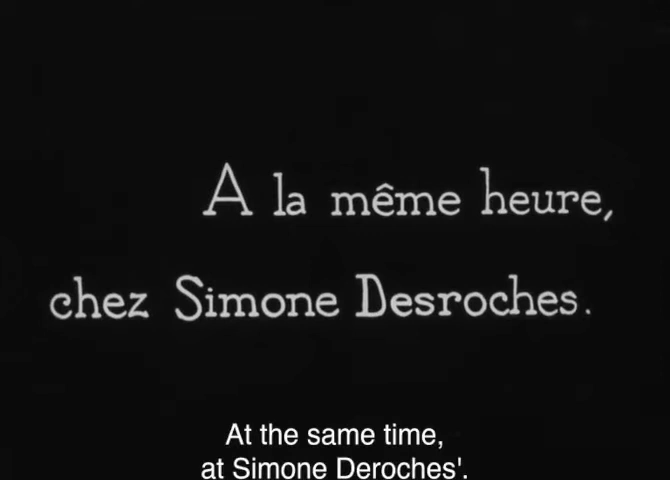 A la même heure,
chez Simone Desroches.
At the same time,
at Simone Deroches'.